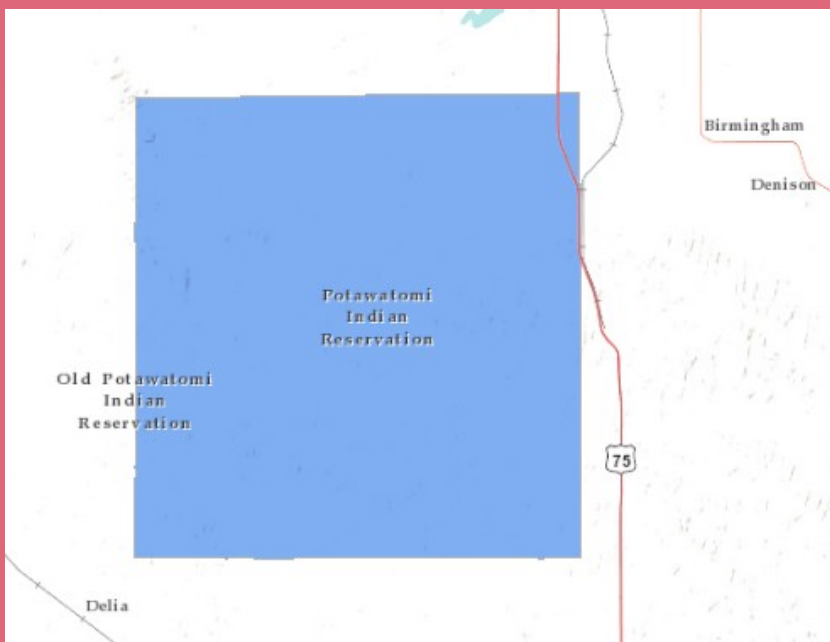 Birmingham
Denison
Potawatomi
Indian
Reservation
Old Potawatomi
Indian
Reservation
75
Delia